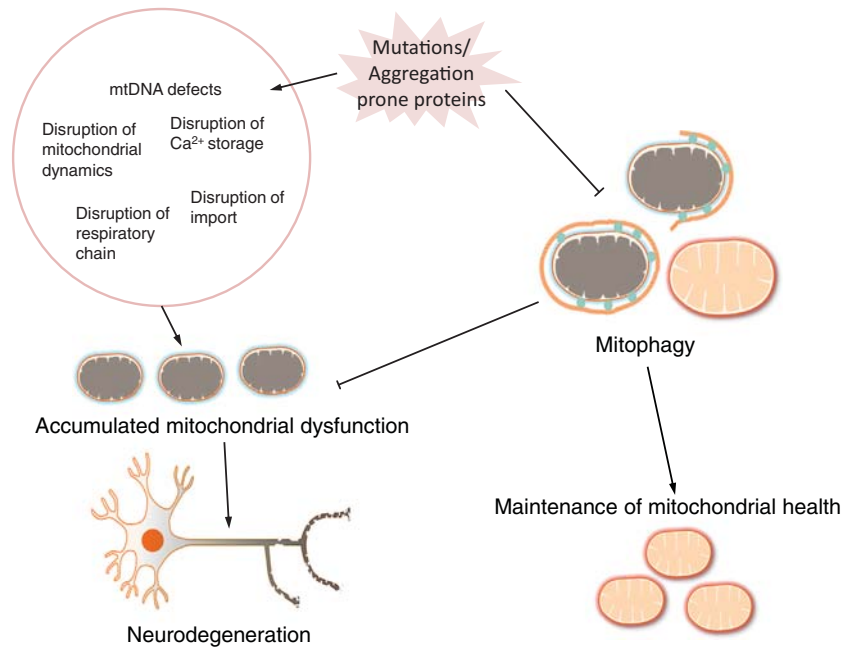 Mutations/
Aggregation
prone proteins
mtDNA defects
Disruption of
mitochondrial
dynamics
Disruption of
Ca²⁺ storage
Disruption of
respiratory
chain
Disruption of
import
Mitophagy
Accumulated mitochondrial dysfunction
Maintenance of mitochondrial health
Neurodegeneration